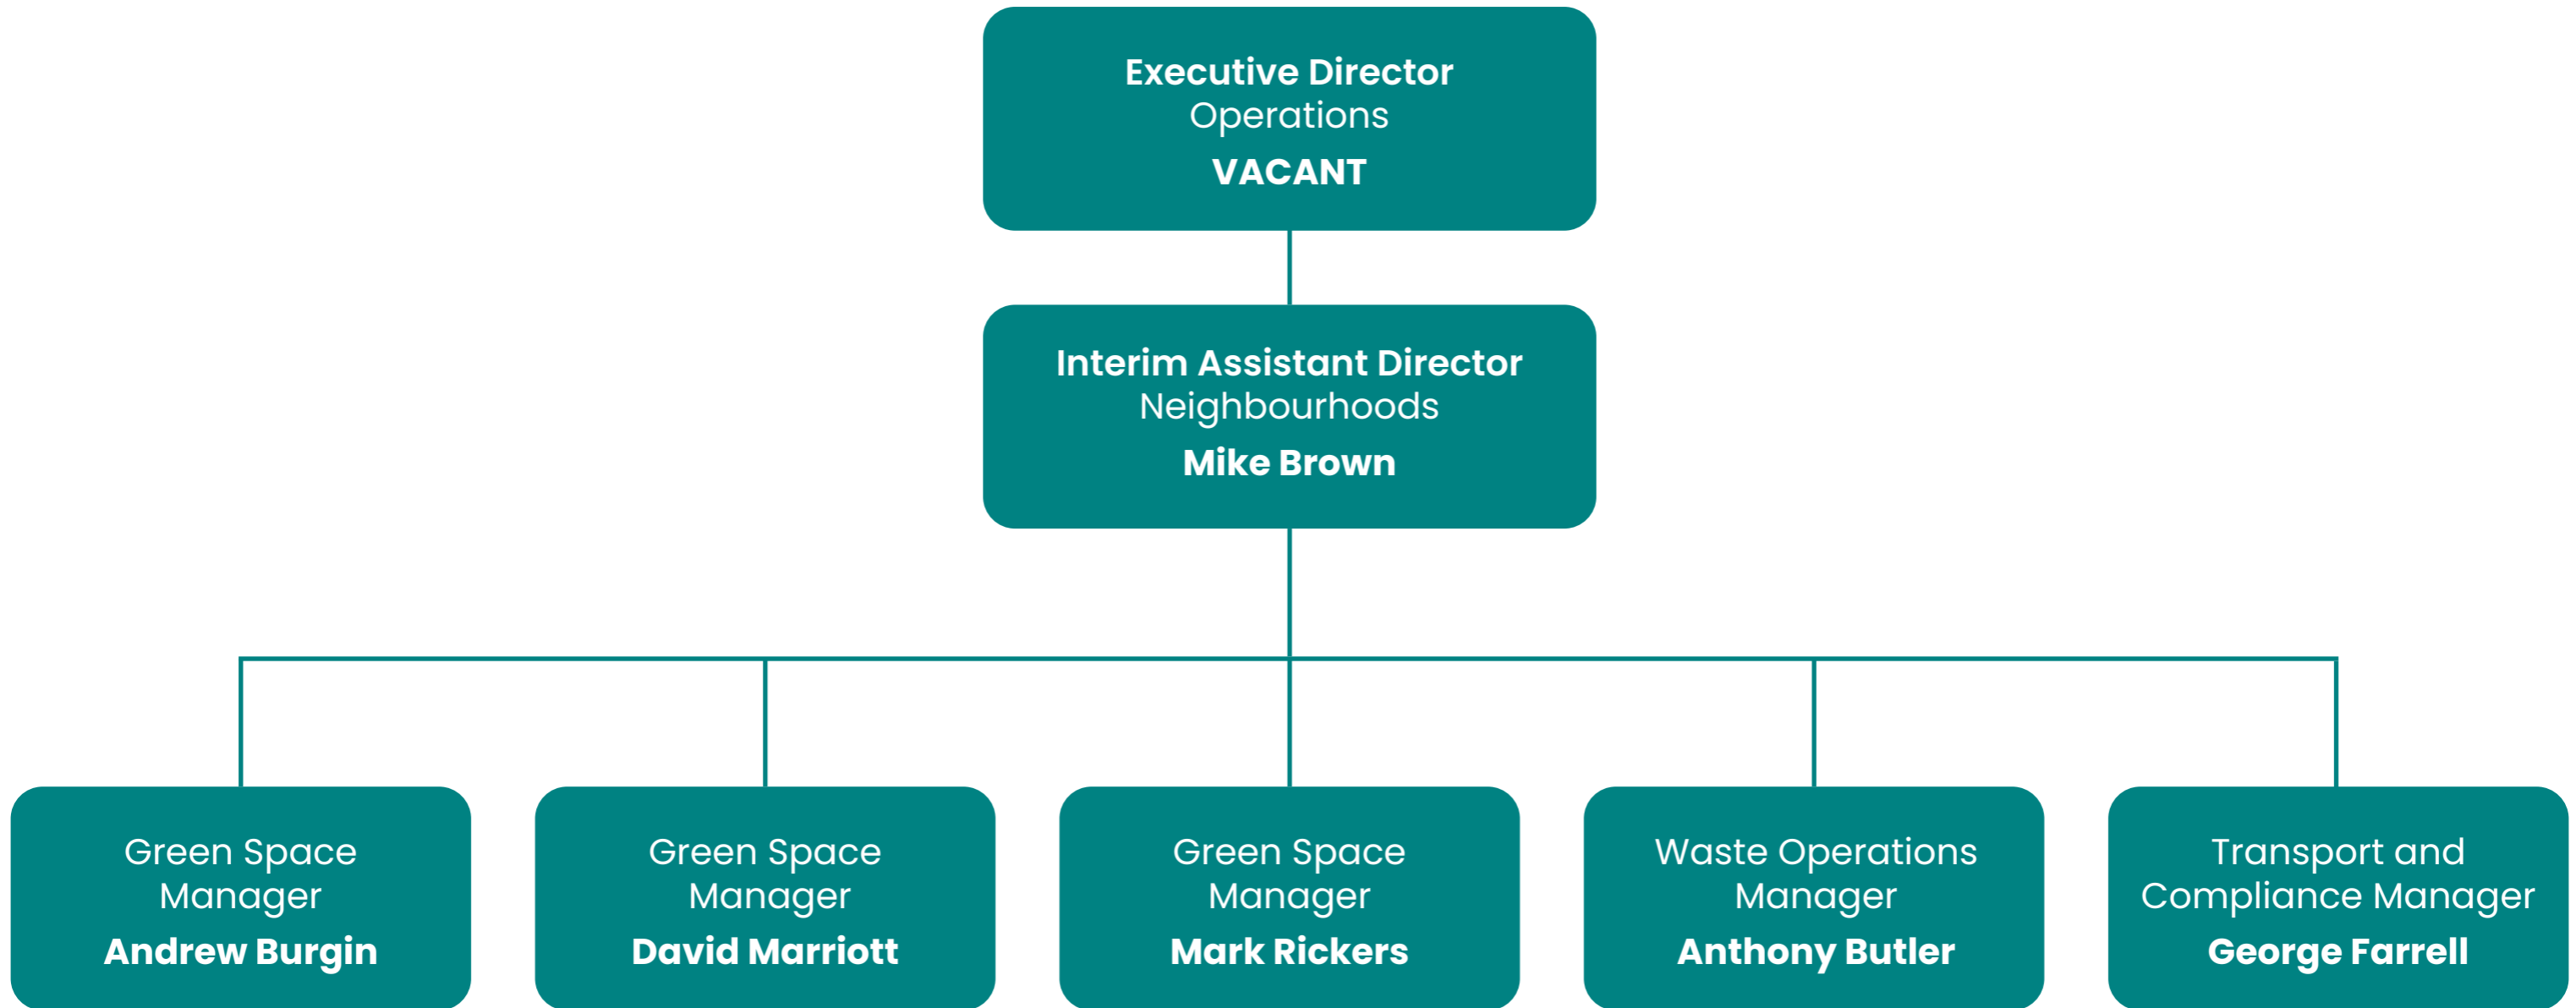 Executive Director
Operations
VACANT
Interim Assistant Director
Neighbourhoods
Mike Brown
Green Space
Manager
Andrew Burgin
Green Space
Manager
David Marriott
Green Space
Manager
Mark Rickers
Waste Operations
Manager
Anthony Butler
Transport and
Compliance Manager
George Farrell